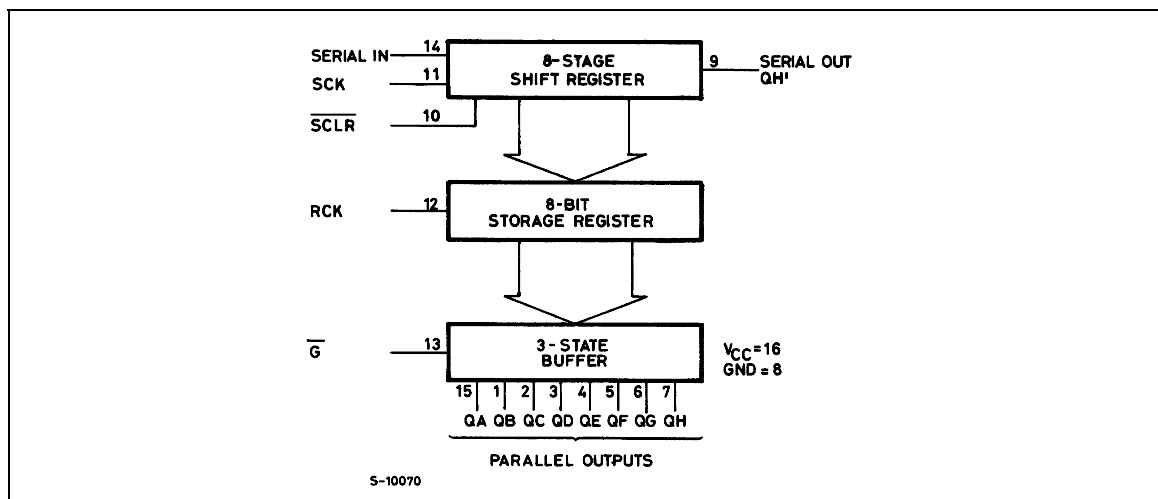 SERIAL IN
14
8-STAGE
SHIFT REGISTER
9
SERIAL OUT
QH'
SCK
11
SCLR
10
RCK
12
8-BIT
STORAGE REGISTER
G
13
3-STATE
BUFFER
VCC=16
GND=8
15 1 2 3 4 5 6 7
QA QB QC QD QE QF QG QH
PARALLEL OUTPUTS
S-10070